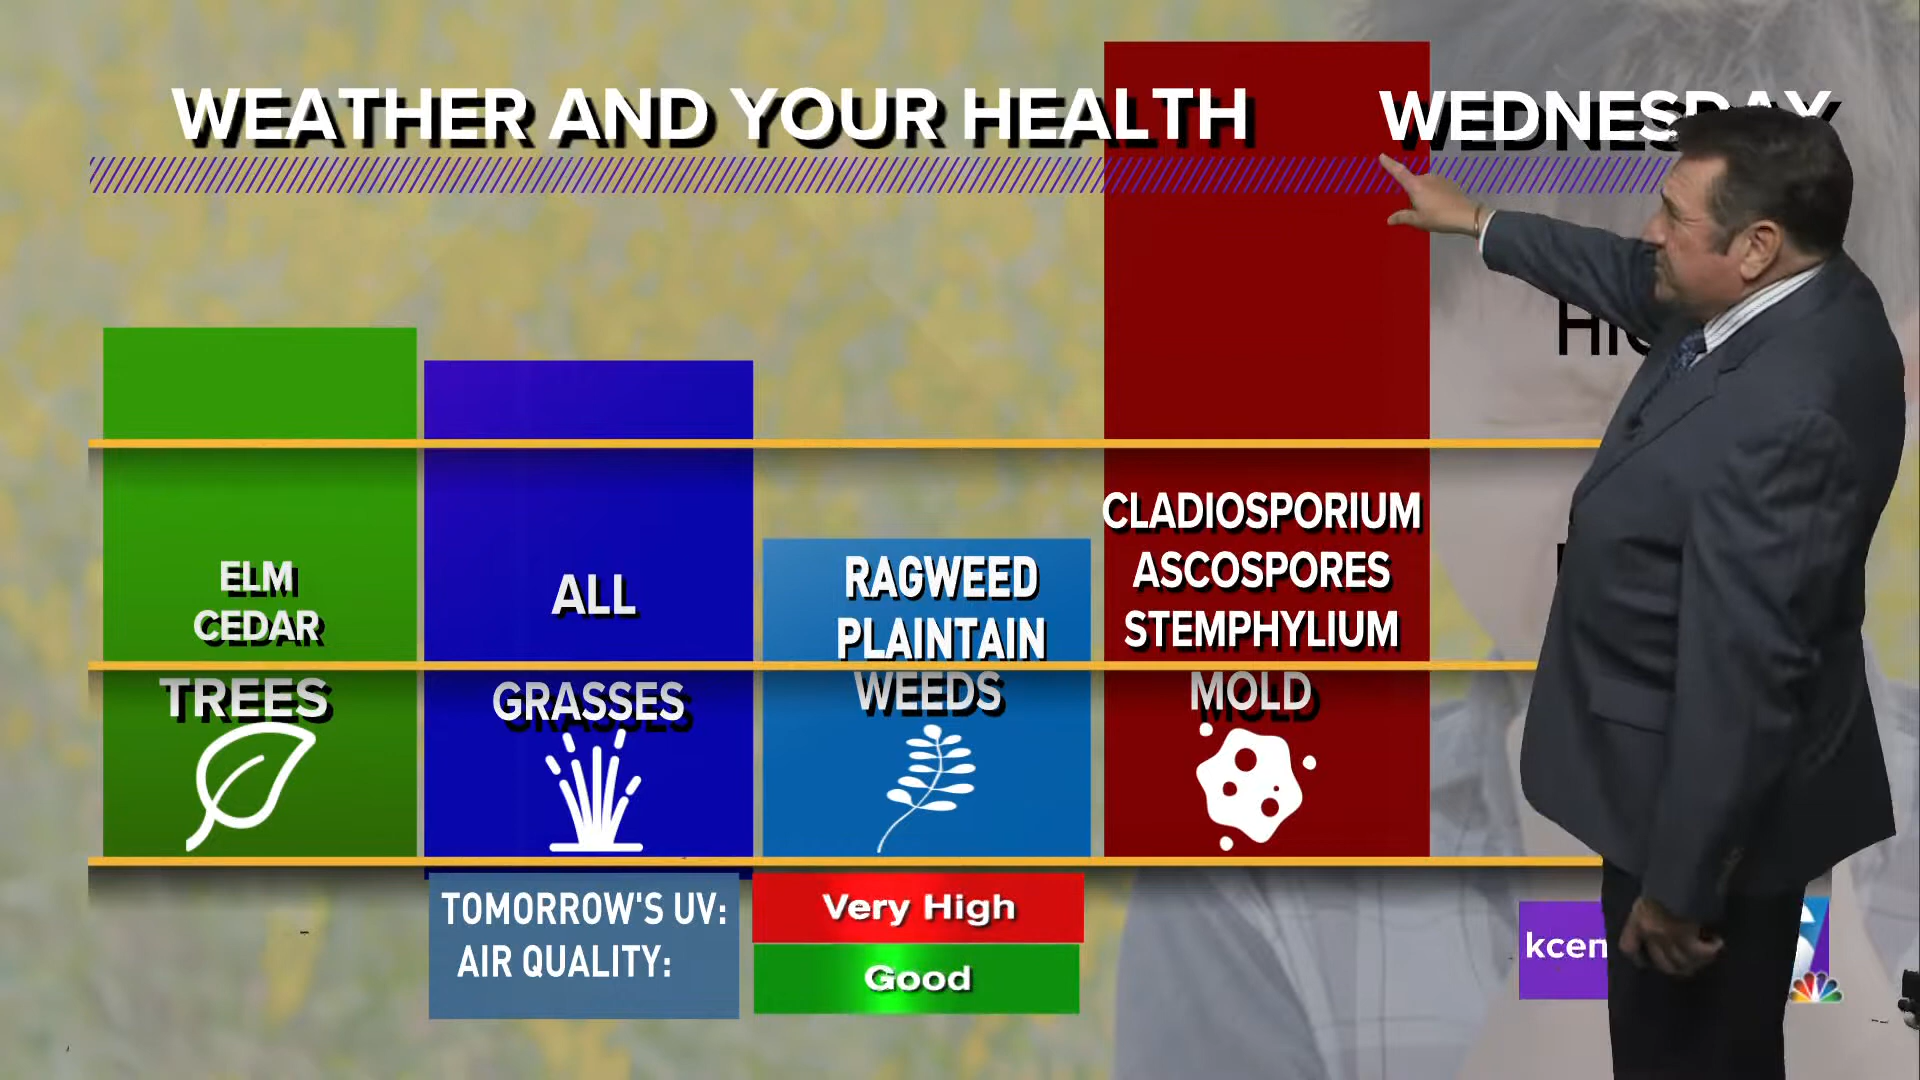 WEATHER AND YOUR HEALTH
WEDNESDAY
ELM
CEDAR
TREES
ALL
GRASSES
RAGWEED
PLAINTAIN
WEEDS
CLADIOSPORIUM
ASCOSPORES
STEMPHYLIUM
MOLD
TOMORROW'S UV: Very High
AIR QUALITY: Good
kcen